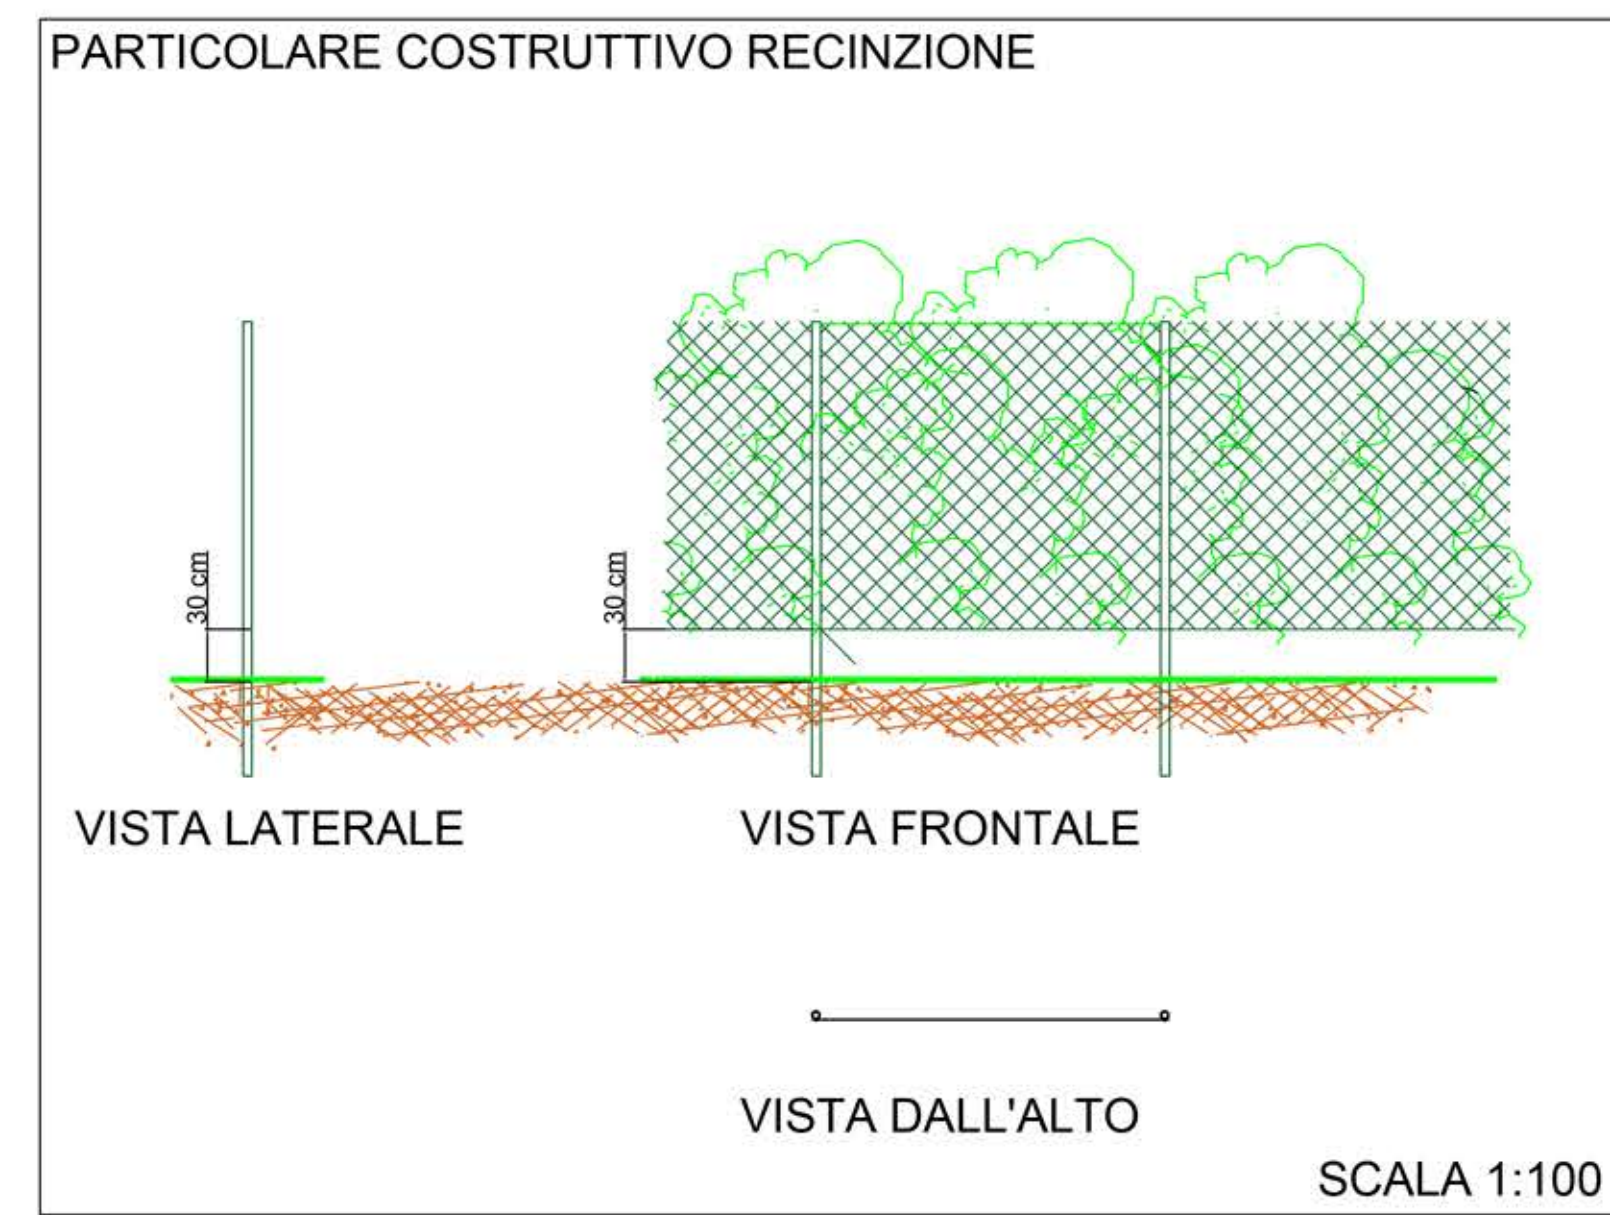 PARTICOLARE COSTRUTTIVO RECINZIONE
30 cm
30 cm
VISTA LATERALE
VISTA FRONTALE
VISTA DALL'ALTO
SCALA 1:100